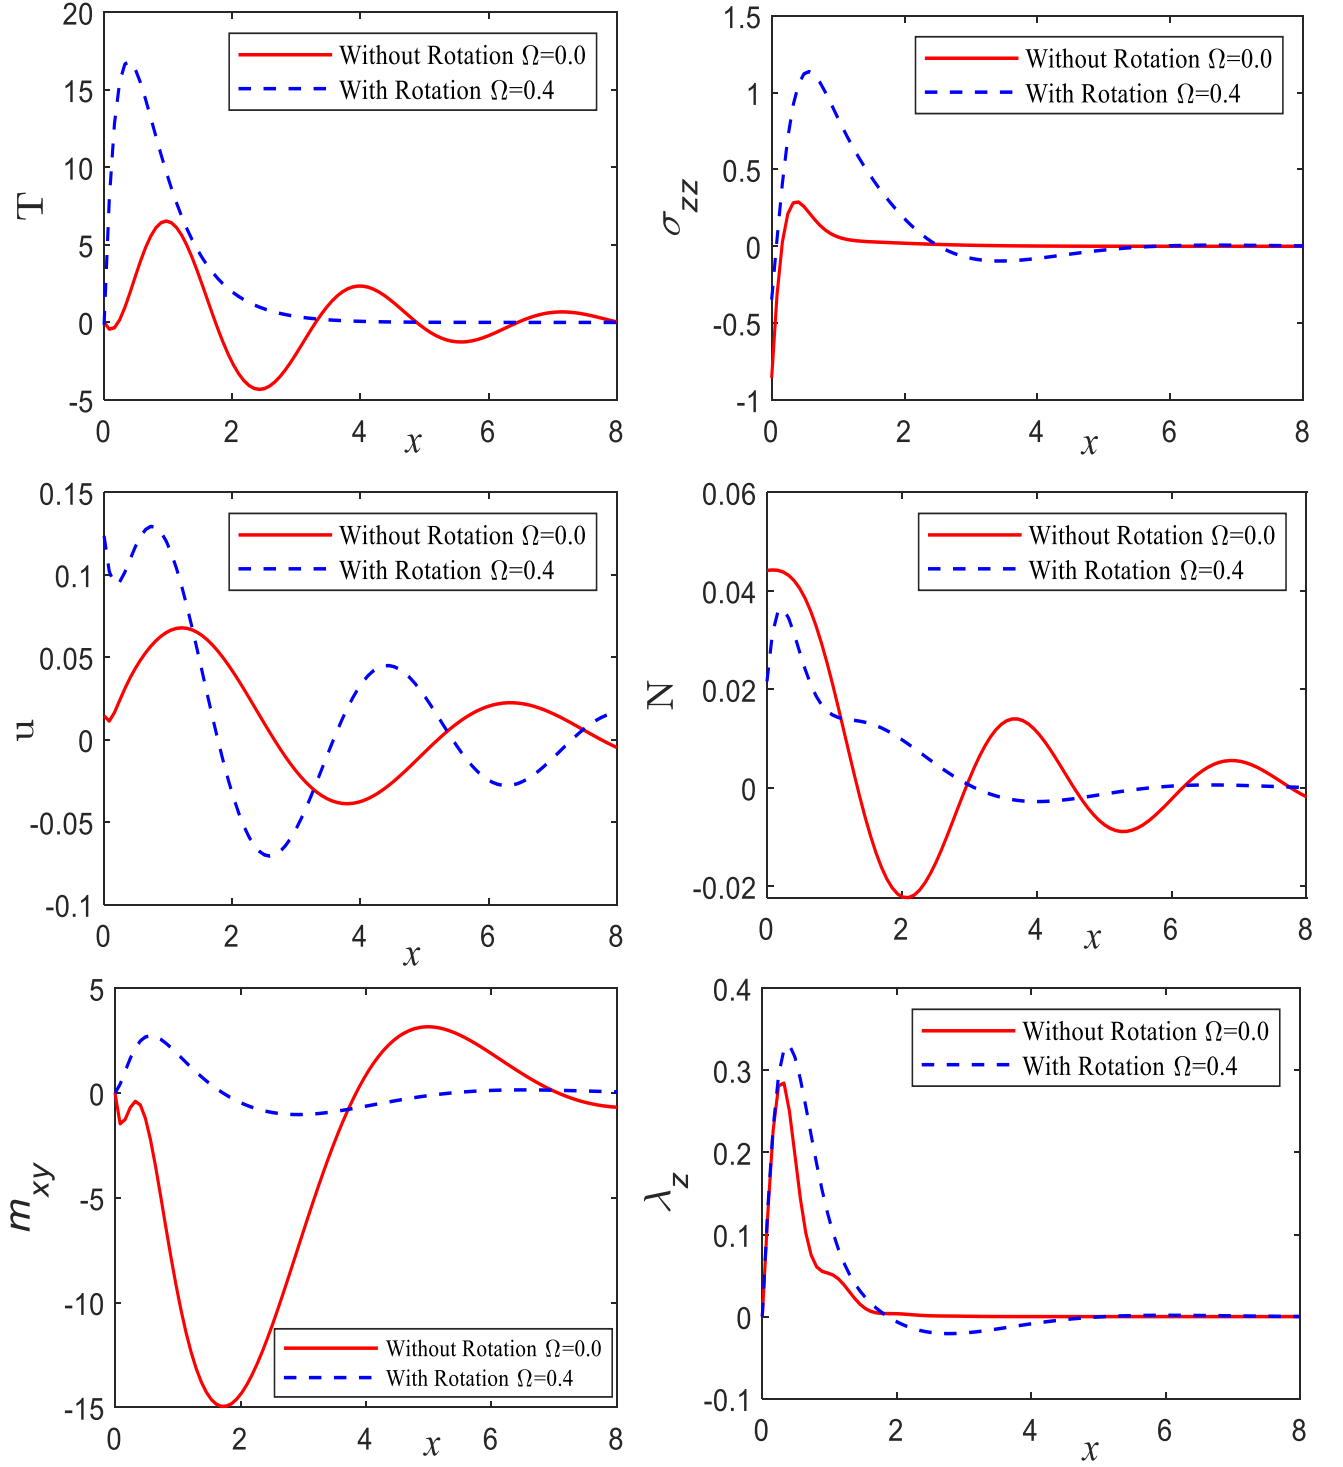 20
15
10
5
0
-5
T
0 2 4 6 8
x
Without Rotation Ω=0.0
With Rotation Ω=0.4
1.5
1
0.5
0
-0.5
-1
σzz
0 2 4 6 8
x
Without Rotation Ω=0.0
With Rotation Ω=0.4
0.15
0.1
0.05
0
-0.05
-0.1
u
0 2 4 6 8
x
Without Rotation Ω=0.0
With Rotation Ω=0.4
0.06
0.04
0.02
0
-0.02
N
0 2 4 6 8
x
Without Rotation Ω=0.0
With Rotation Ω=0.4
5
0
-5
-10
-15
mxy
0 2 4 6 8
x
Without Rotation Ω=0.0
With Rotation Ω=0.4
0.4
0.3
0.2
0.1
0
-0.1
λz
0 2 4 6 8
x
Without Rotation Ω=0.0
With Rotation Ω=0.4